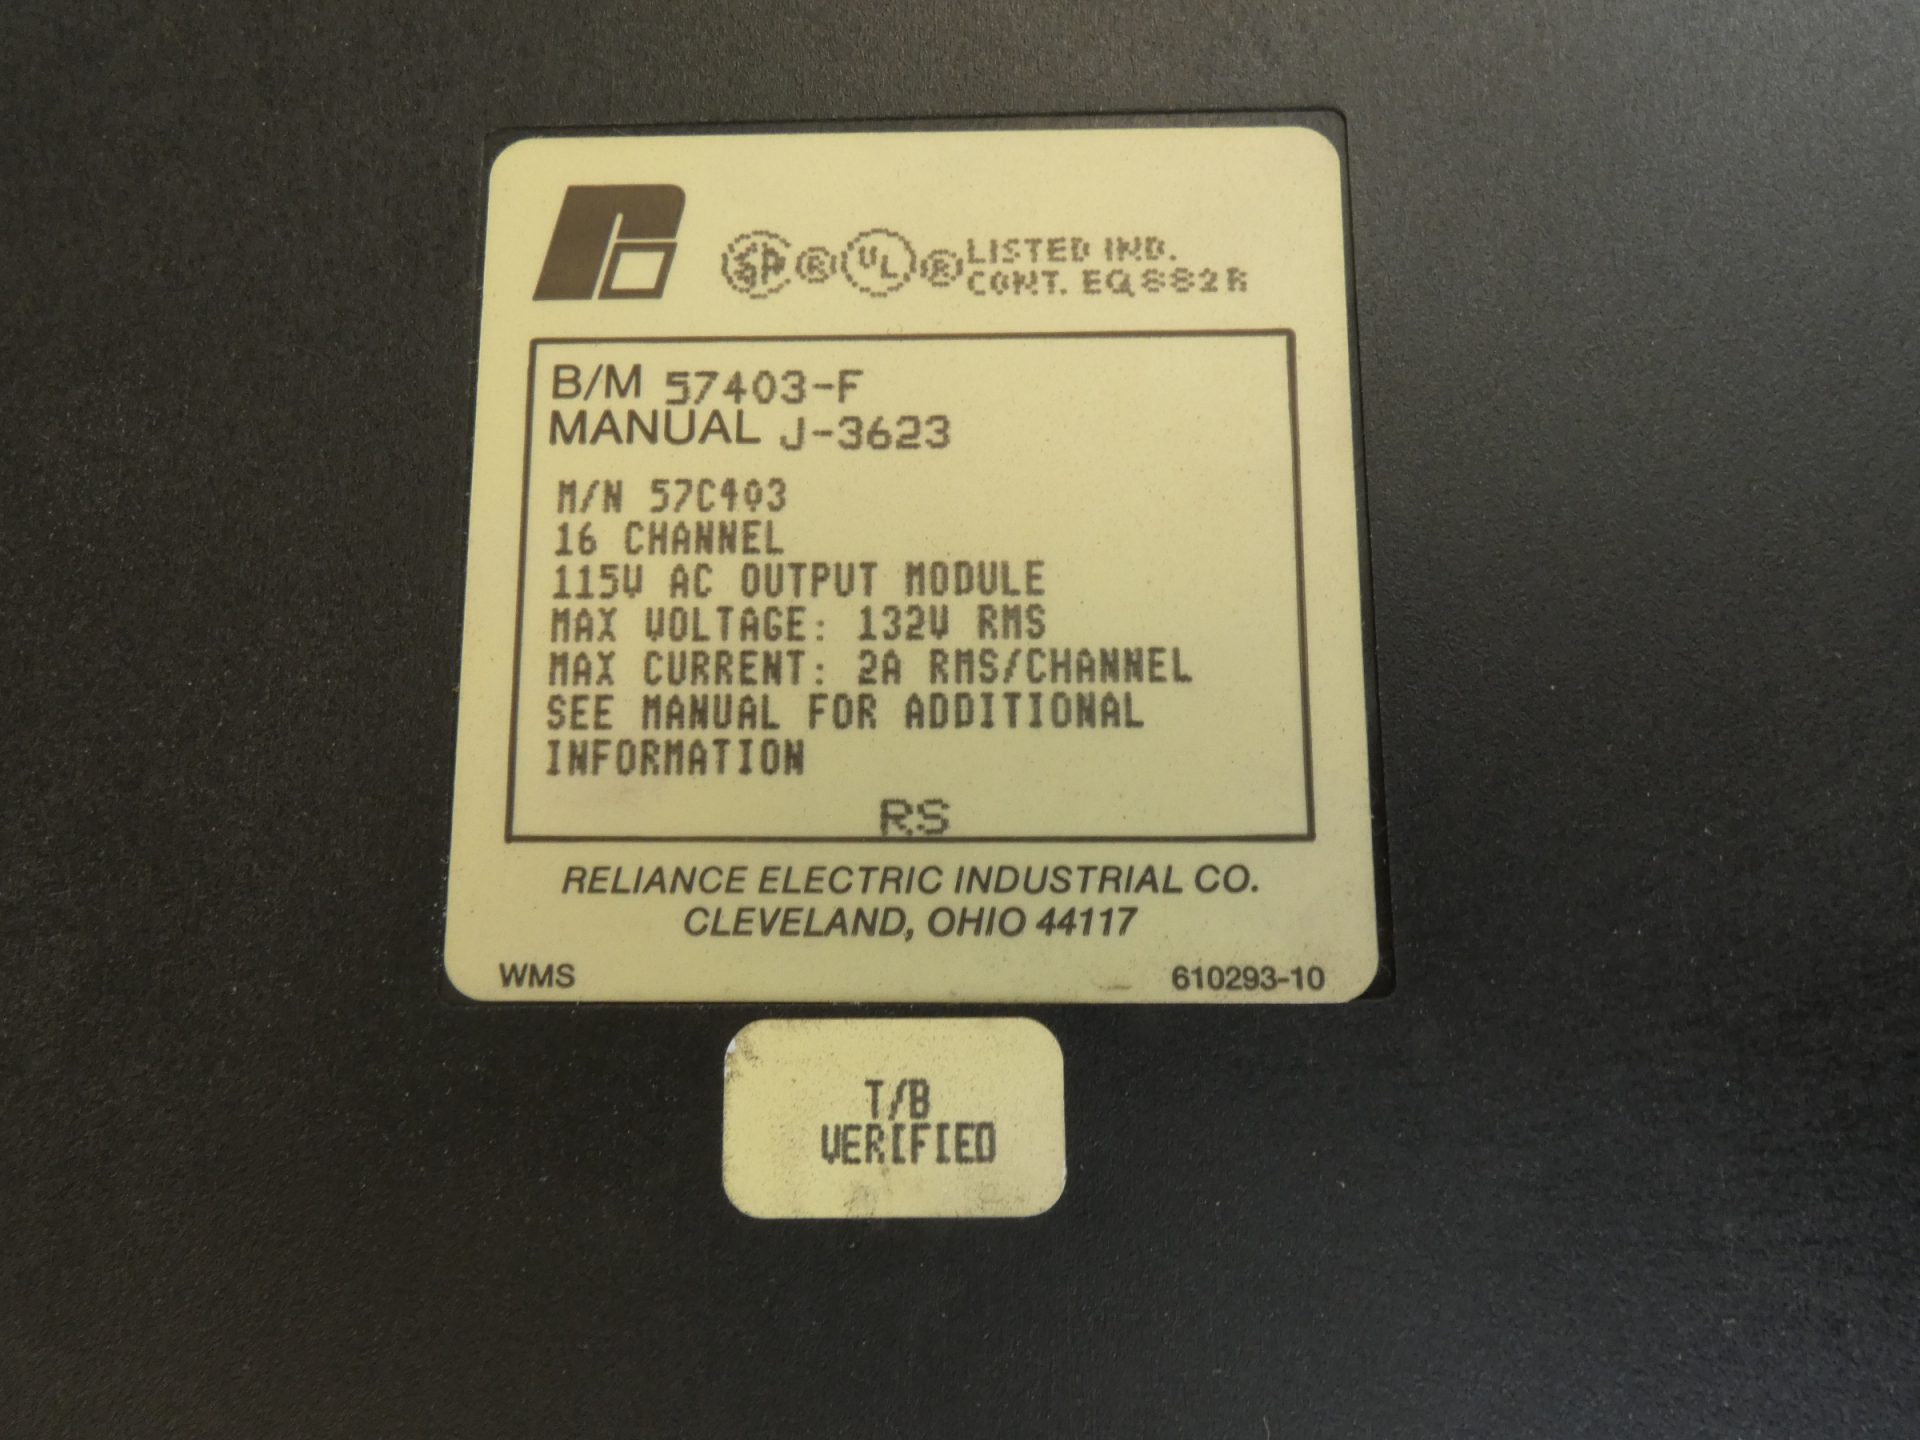 SP ® UL ® LISTED IND.
CONT. EQ 882R
B/M 57403-F
MANUAL J-3623
M/N 57C403
16 CHANNEL
115V AC OUTPUT MODULE
MAX VOLTAGE: 132V RMS
MAX CURRENT: 2A RMS/CHANNEL
SEE MANUAL FOR ADDITIONAL
INFORMATION
RS
RELIANCE ELECTRIC INDUSTRIAL CO.
CLEVELAND, OHIO 44117
WMS 610293-10
T/B
VERIFIED